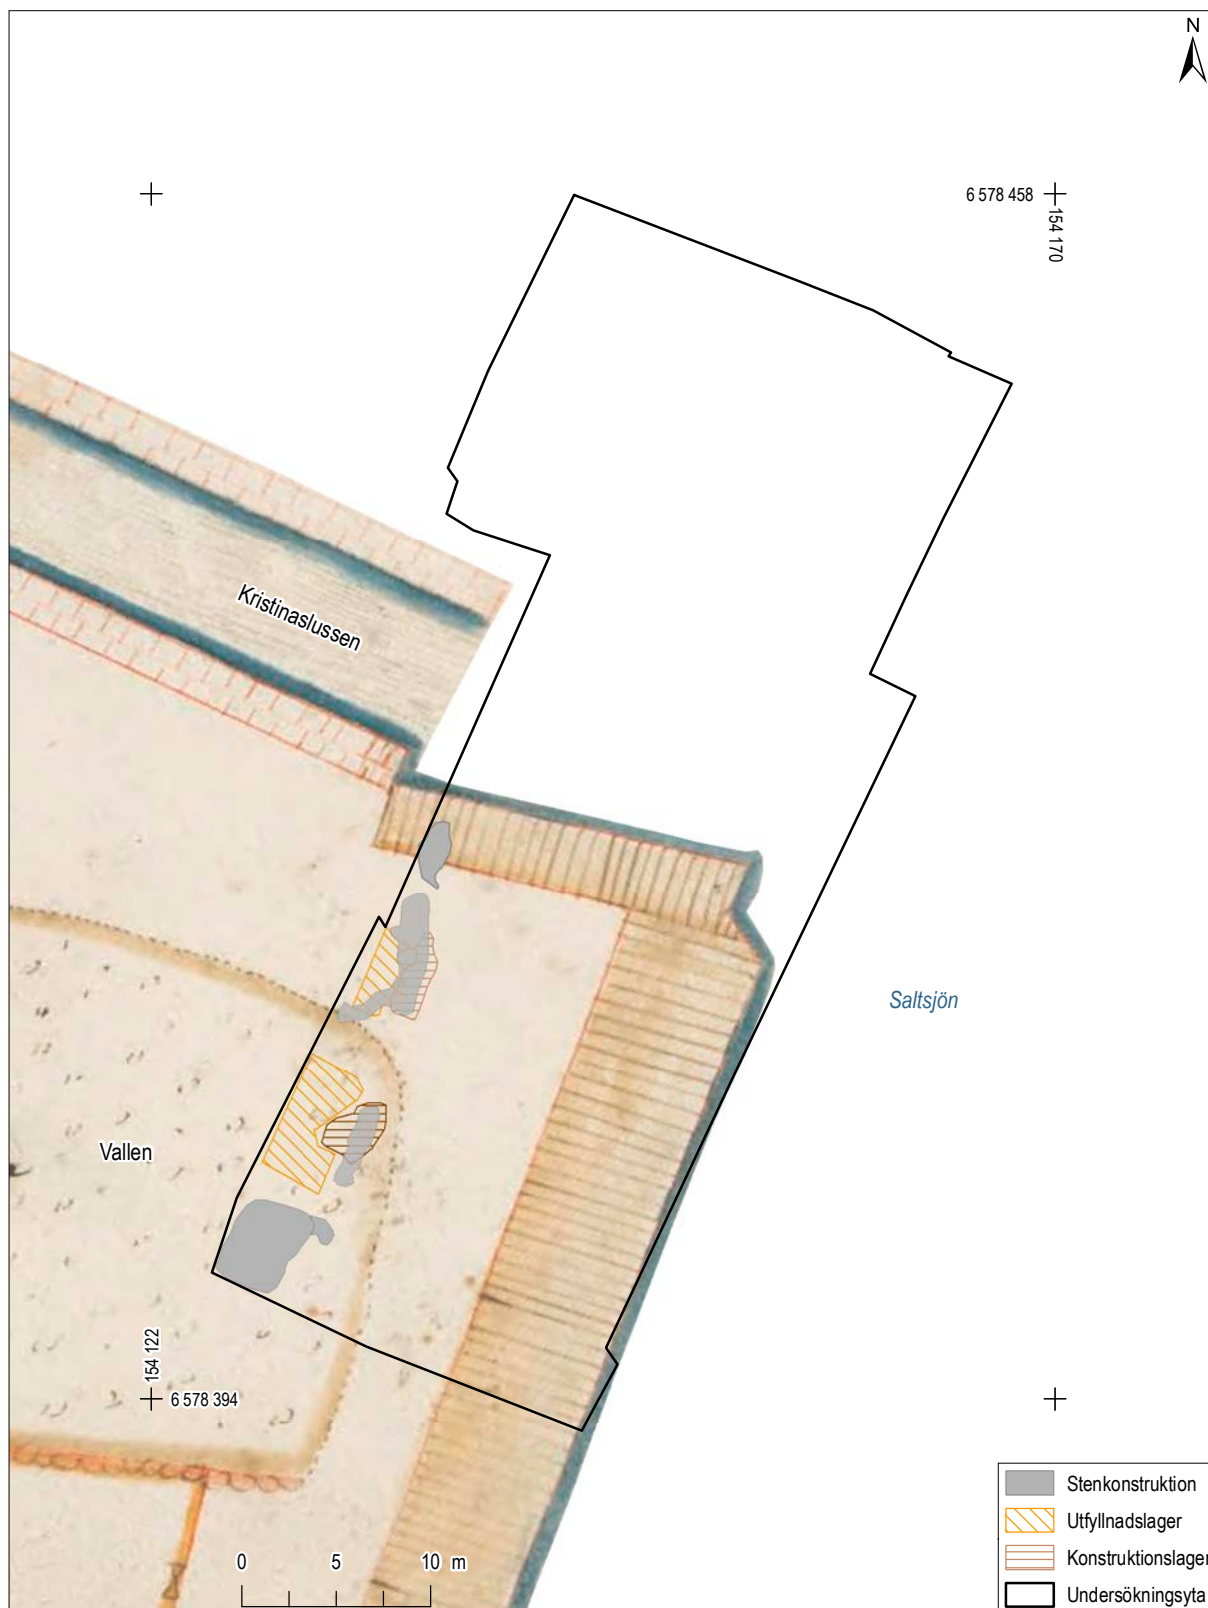 N
6 578 458
154 170
Kristinaslussen
Saltsjön
Vallen
154 122
6 578 394
0 5 10 m
Stenkonstruktion
Utfyllnadslager
Konstruktionslager
Undersökningsyta